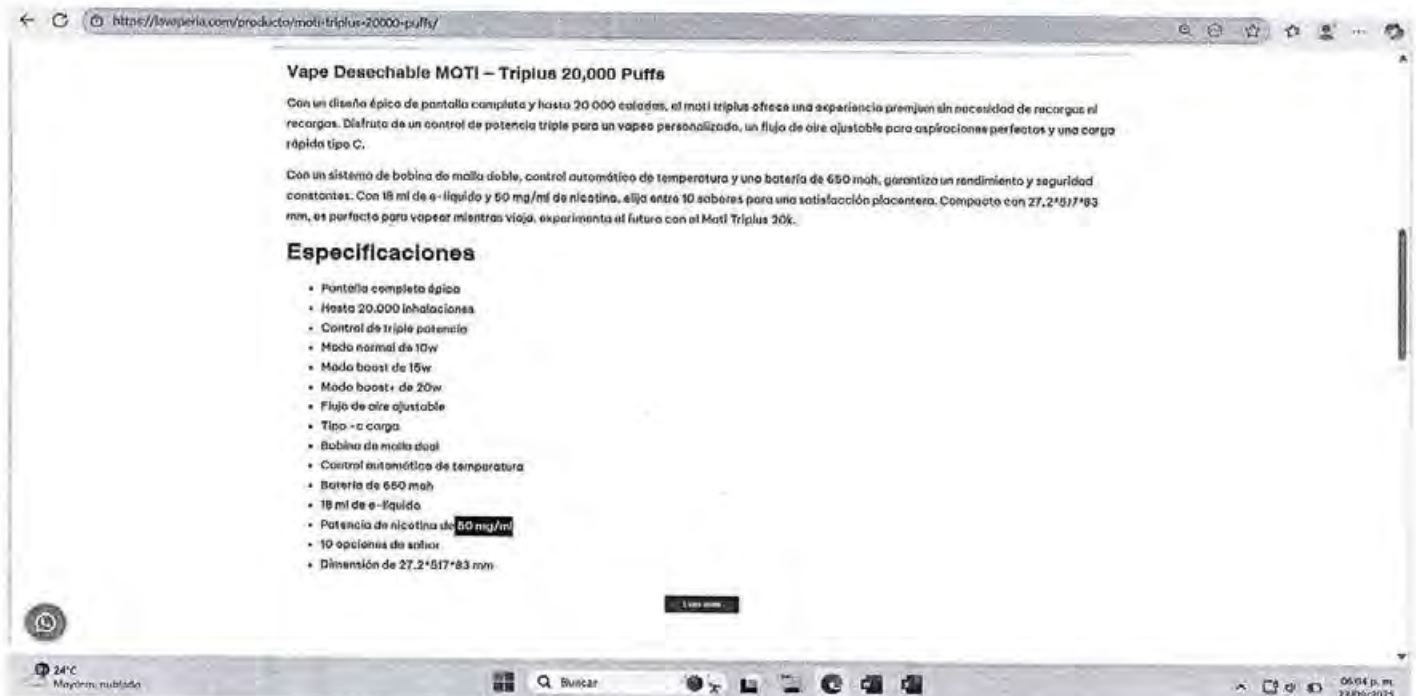 https://lavaperia.com/producto/moti-triplus-20000-puffs/
Vape Desechable MOTI – Triplus 20,000 Puffs
Con un diseño épico de pantalla completa y hasta 20 000 caladas, el moti triplus ofrece una experiencia premium sin necesidad de recargas ni
recargas. Disfruta de un control de potencia triple para un vapeo personalizado, un flujo de aire ajustable para aspiraciones perfectas y una carga
rápida tipo C.
Con un sistema de bobina de malla doble, control automático de temperatura y una batería de 650 mah, garantiza un rendimiento y seguridad
constantes. Con 18 ml de e-líquido y 50 mg/ml de nicotina, elija entre 10 sabores para una satisfacción placentera. Compacto con 27.2*517*83
mm, es perfecto para vapear mientras viaja, experimenta el futuro con el Moti Triplus 20k.
Especificaciones
• Pantalla completa épica
• Hasta 20.000 inhalaciones
• Control de triple potencia
• Modo normal de 10w
• Modo boost de 15w
• Modo boost+ de 20w
• Flujo de aire ajustable
• Tipo -c carga
• Bobina de malla dual
• Control automático de temperatura
• Batería de 650 mah
• 18 ml de e-líquido
• Potencia de nicotina de 50 mg/ml
• 10 opciones de sabor
• Dimensión de 27.2*517*83 mm
24°C
Mayorm. nublado
Buscar
06:04 p. m.